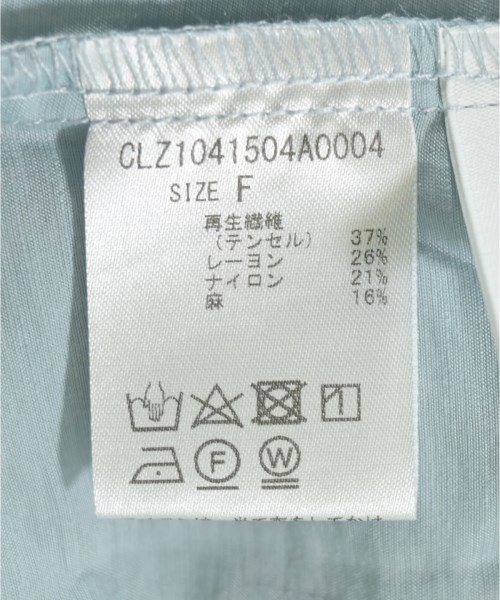 CLZ1041504A0004
SIZE F
再生繊維
(テンセル) 37%
レーヨン 26%
ナイロン 21%
麻 16%
F W